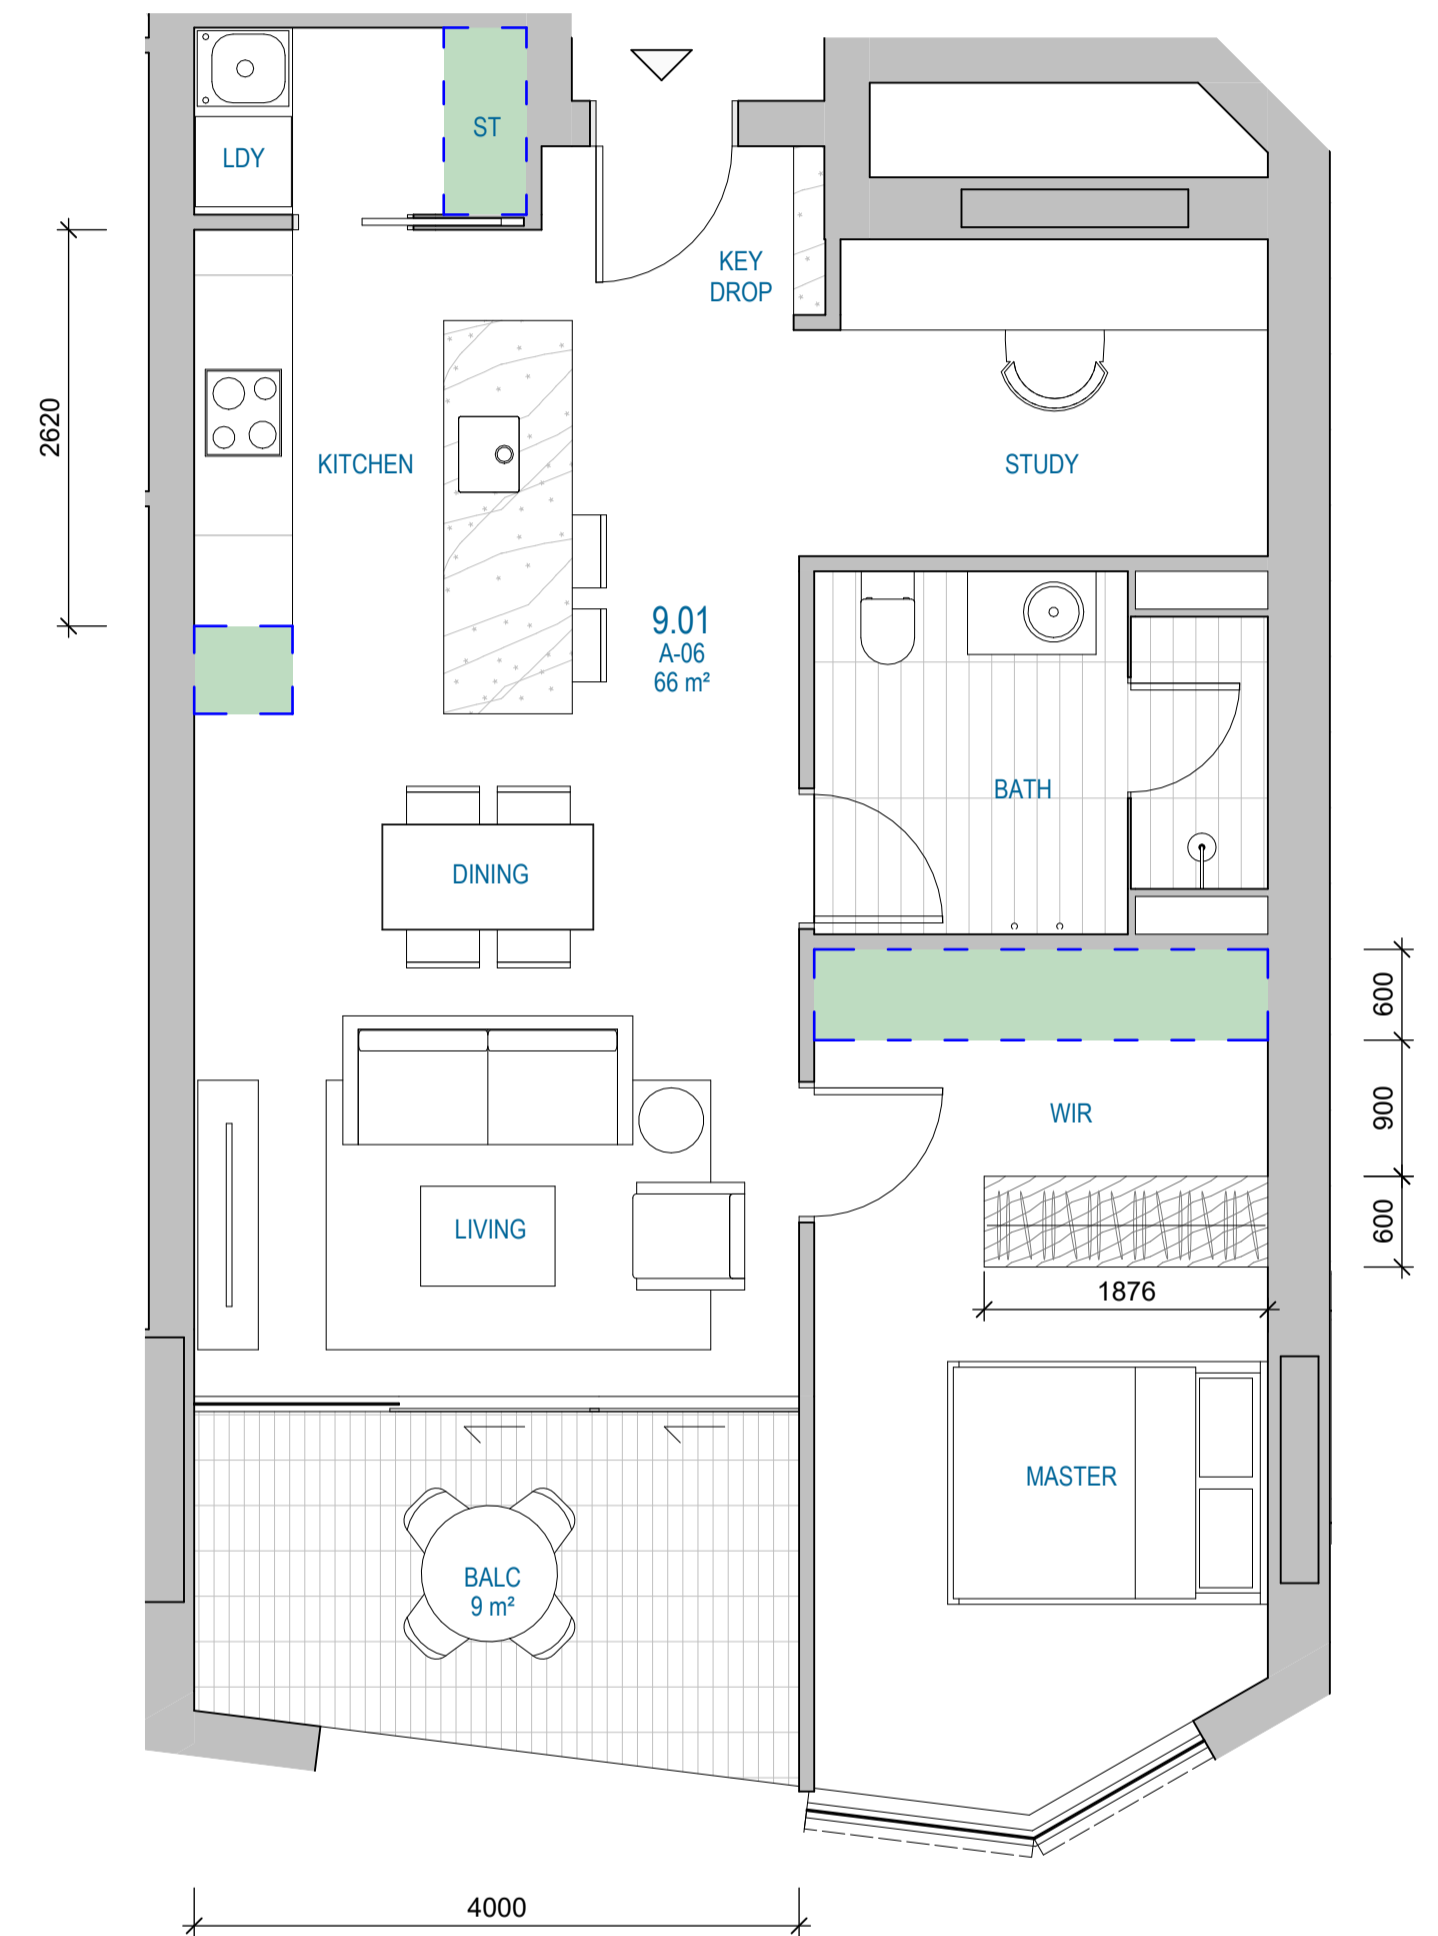 ST
LDY
KEY
DROP
2620
KITCHEN
STUDY
9.01
A-06
66 m²
BATH
DINING
600
900
WIR
600
LIVING
1876
MASTER
BALC
9 m²
4000